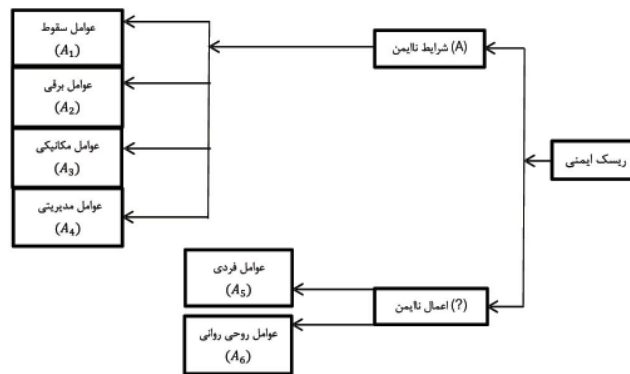 ریسک ایمنی
(A) شرایط ناایمن
عوامل سقوط
(A₁)
عوامل برقی
(A₂)
عوامل مکانیکی
(A₃)
عوامل مدیریتی
(A₄)
(?) اعمال ناایمن
عوامل فردی
(A₅)
عوامل روحی روانی
(A₆)